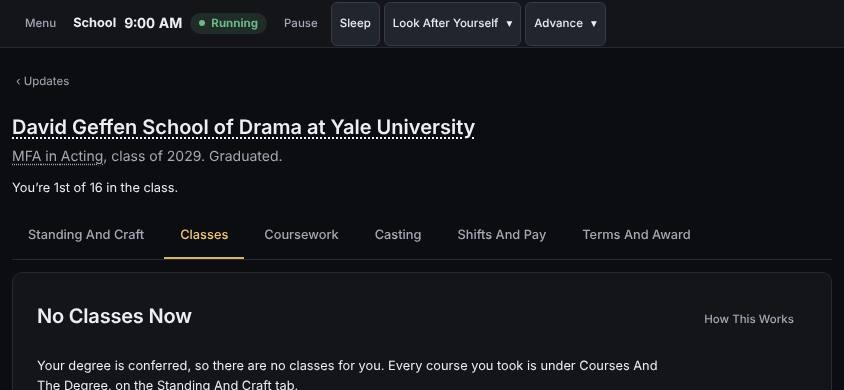 Menu School 9:00 AM Running Pause Sleep Look After Yourself ▾ Advance ▾
‹ Updates
David Geffen School of Drama at Yale University
MFA in Acting, class of 2029. Graduated.
You’re 1st of 16 in the class.
Standing And Craft Classes Coursework Casting Shifts And Pay Terms And Award
No Classes Now
How This Works
Your degree is conferred, so there are no classes for you. Every course you took is under Courses And
The Degree, on the Standing And Craft tab.